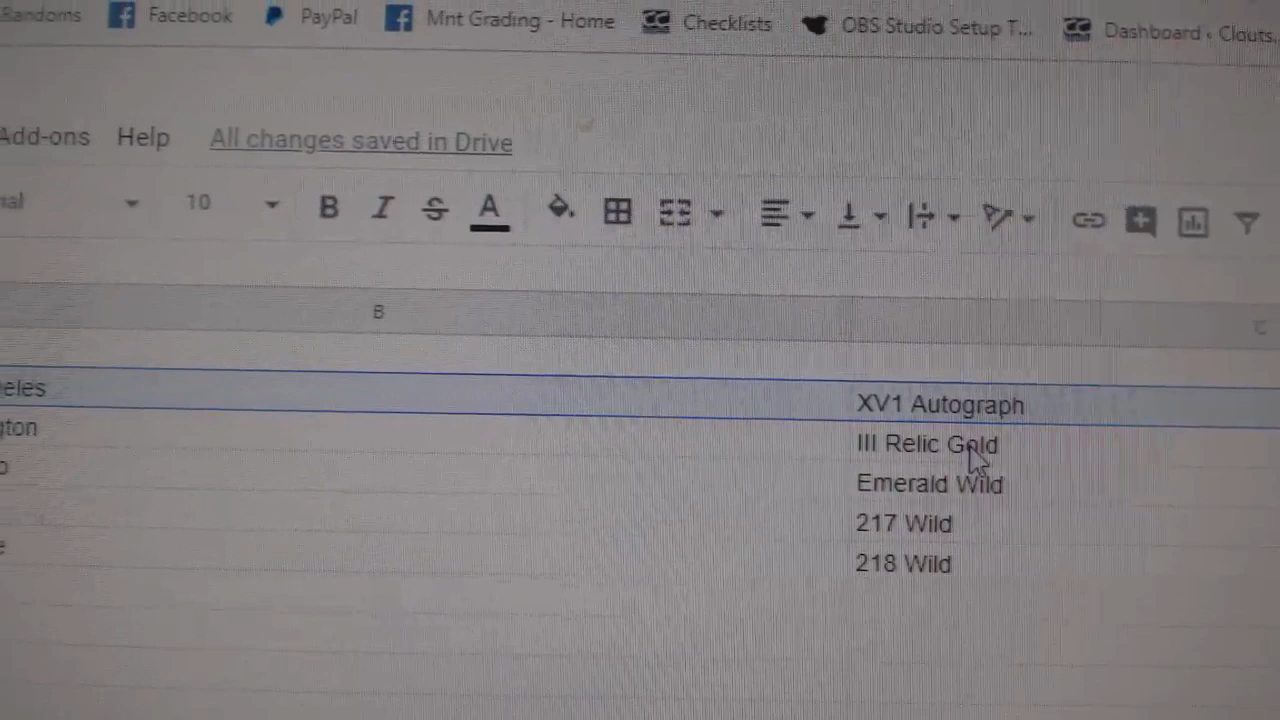 Randoms Facebook PayPal Mnt Grading - Home Checklists OBS Studio Setup T... Dashboard ‹ Clouts...
Add-ons Help All changes saved in Drive
ial 10 B I S A
B C
eles XV1 Autograph
gton III Relic Gold
o Emerald Wild
217 Wild
e 218 Wild